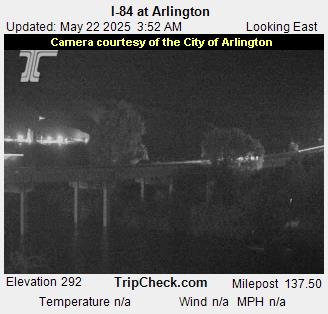 I-84 at Arlington
Updated: May 22 2025 3:52 AM Looking East
Camera courtesy of the City of Arlington
Elevation 292 TripCheck.com Milepost 137.50
Temperature n/a Wind n/a MPH n/a